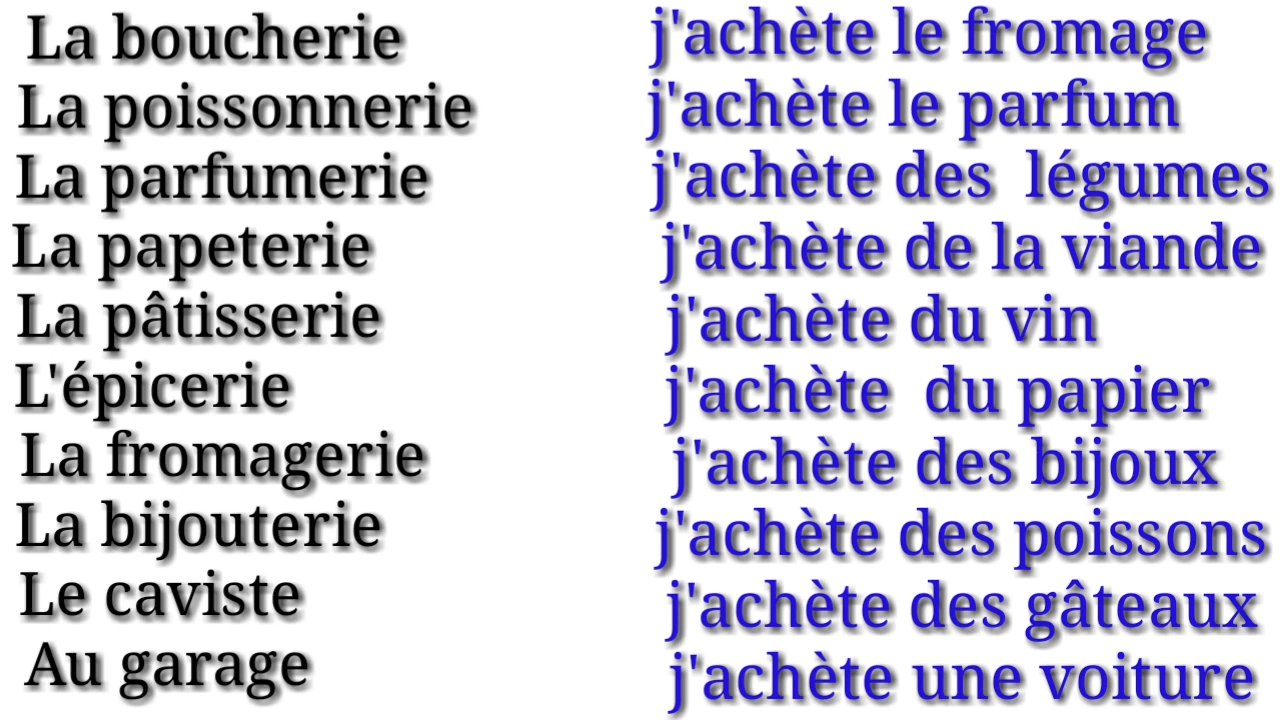 La boucherie
La poissonnerie
La parfumerie
La papeterie
La pâtisserie
L'épicerie
La fromagerie
La bijouterie
Le caviste
Au garage
j'achète le fromage
j'achète le parfum
j'achète des légumes
j'achète de la viande
j'achète du vin
j'achète du papier
j'achète des bijoux
j'achète des poissons
j'achète des gâteaux
j'achète une voiture